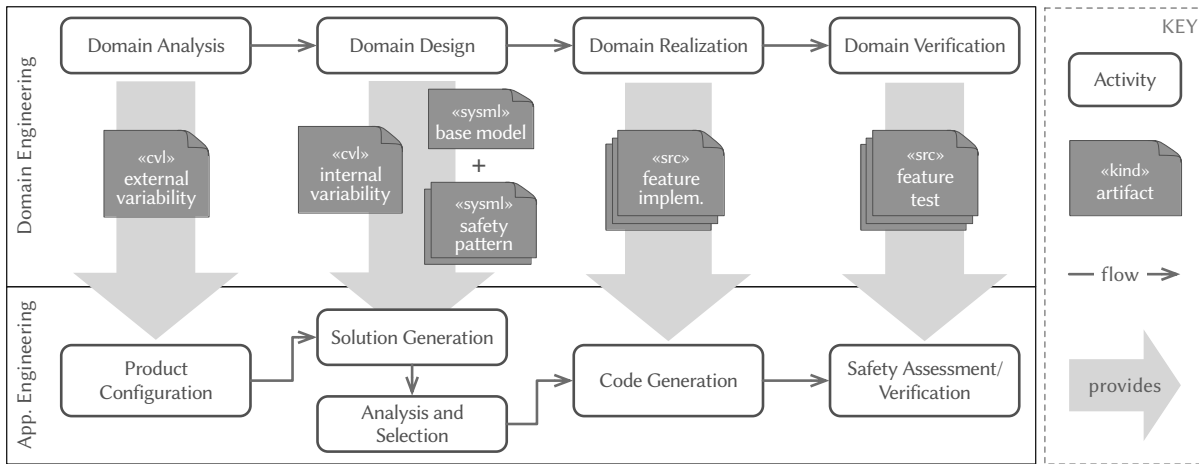 Domain Engineering
Domain Analysis
Domain Design
Domain Realization
Domain Verification
«cvl»
external
variability
«cvl»
internal
variability
«sysml»
base model
+
«sysml»
safety
pattern
«src»
feature
implem.
«src»
feature
test
App. Engineering
Product
Configuration
Solution Generation
Analysis and
Selection
Code Generation
Safety Assessment/
Verification
KEY
Activity
«kind»
artifact
flow
provides